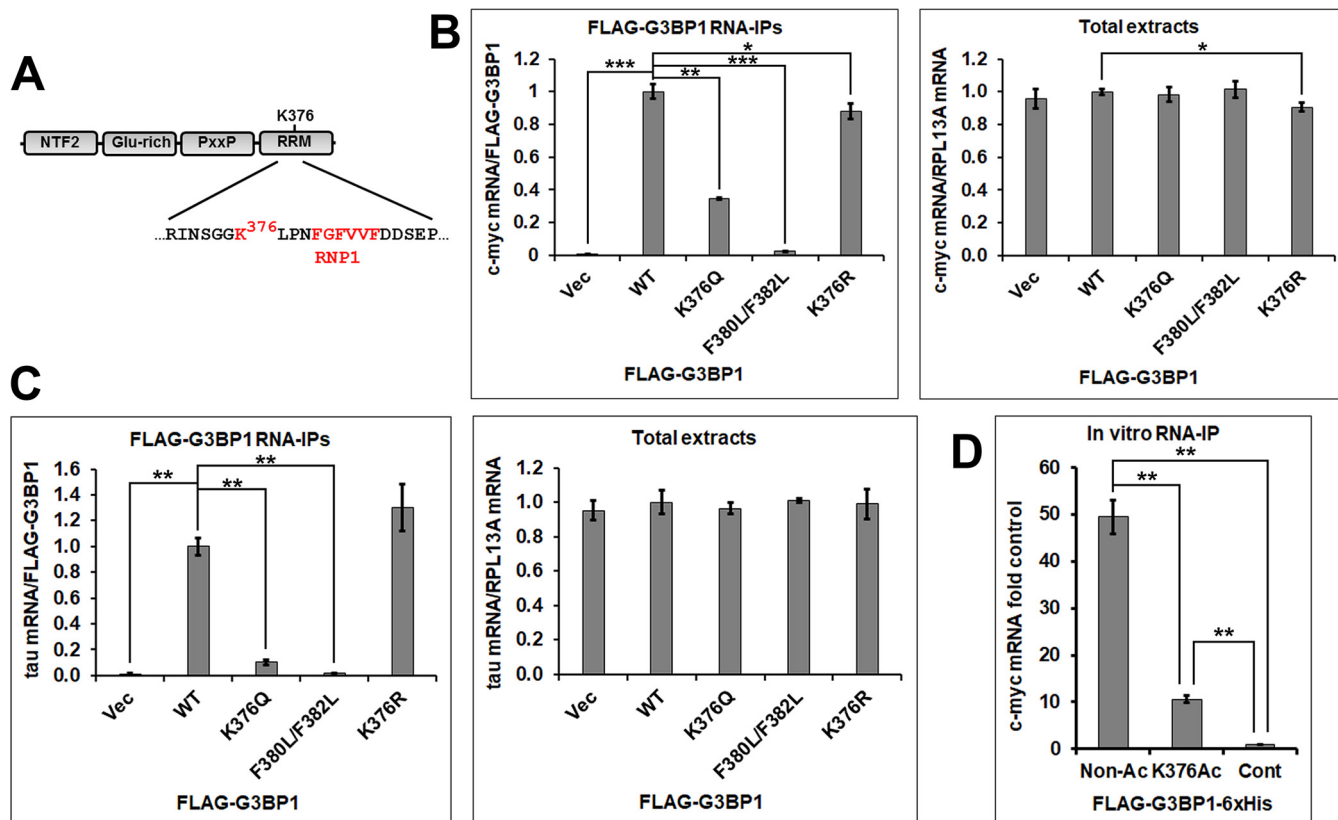 A
K376
NTF2 Glu-rich PxxP RRM
...RINSGGK376LPNFGFVVFDDSEP...
RNP1
B
FLAG-G3BP1 RNA-IPs
c-myc mRNA/FLAG-G3BP1
1.2
1
0.8
0.6
0.4
0.2
0
***
**
***
*
Vec WT K376Q F380L/F382L K376R
FLAG-G3BP1
Total extracts
c-myc mRNA/RPL13A mRNA
1.2
1.0
0.8
0.6
0.4
0.2
0.0
*
Vec WT K376Q F380L/F382L K376R
FLAG-G3BP1
C
FLAG-G3BP1 RNA-IPs
tau mRNA/FLAG-G3BP1
1.6
1.4
1.2
1.0
0.8
0.6
0.4
0.2
0.0
**
**
**
Vec WT K376Q F380L/F382L K376R
FLAG-G3BP1
Total extracts
tau mRNA/RPL13A mRNA
1.2
1.0
0.8
0.6
0.4
0.2
0.0
Vec WT K376Q F380L/F382L K376R
FLAG-G3BP1
D
In vitro RNA-IP
c-myc mRNA fold control
60
50
40
30
20
10
0
**
**
**
Non-Ac K376Ac Cont
FLAG-G3BP1-6xHis